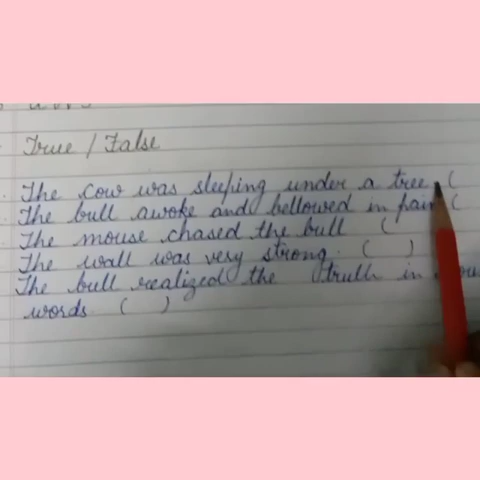 True / False
The cow was sleeping under a tree (
The bull awoke and bellowed in pain (
The mouse chased the bull (
The wall was very strong. ( )
The bull realized the truth in
words ( )